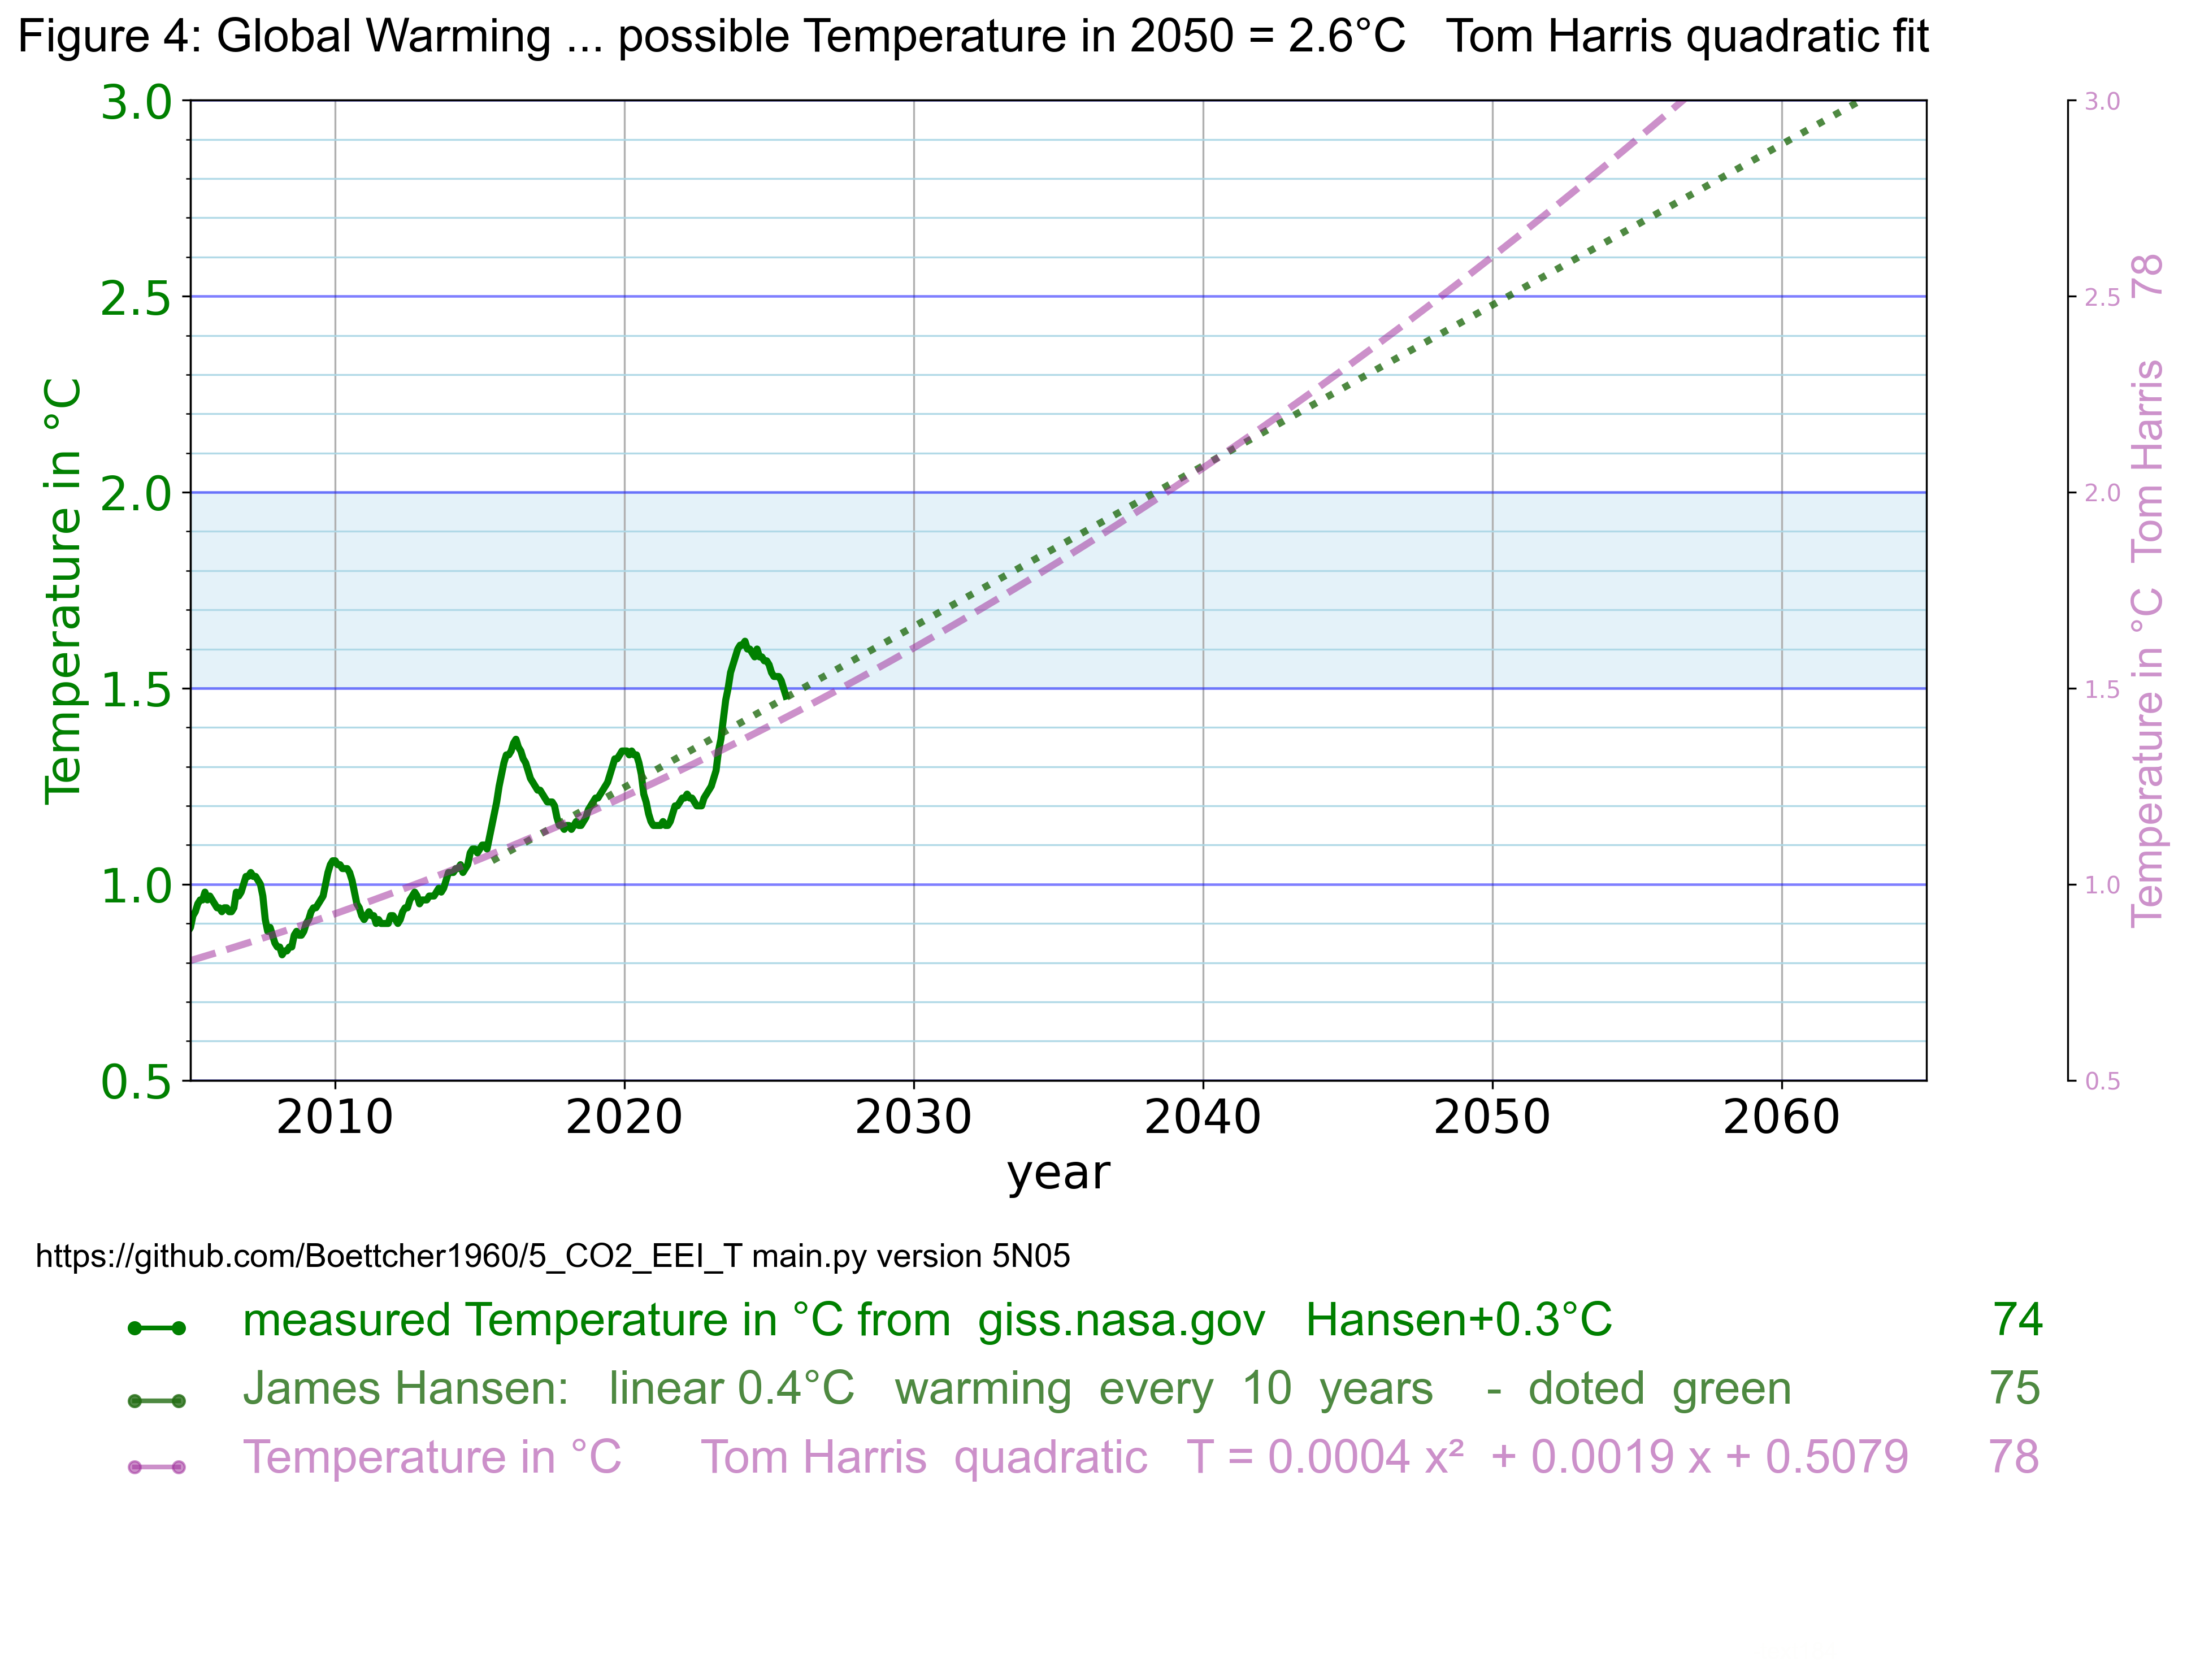 Figure 4: Global Warming ... possible Temperature in 2050 = 2.6°C   Tom Harris quadratic fit
3.0
2.5
2.0
1.5
1.0
0.5
Temperature in °C
2010 2020 2030 2040 2050 2060
year
3.0
2.5
2.0
1.5
1.0
0.5
Temperature in °C   Tom Harris   78
https://github.com/Boettcher1960/5_CO2_EEI_T main.py version 5N05
measured Temperature in °C from  giss.nasa.gov   Hansen+0.3°C   74
James Hansen:   linear 0.4°C   warming  every  10  years    -  doted  green   75
Temperature in °C      Tom Harris  quadratic   T = 0.0004 x²  + 0.0019 x + 0.5079   78